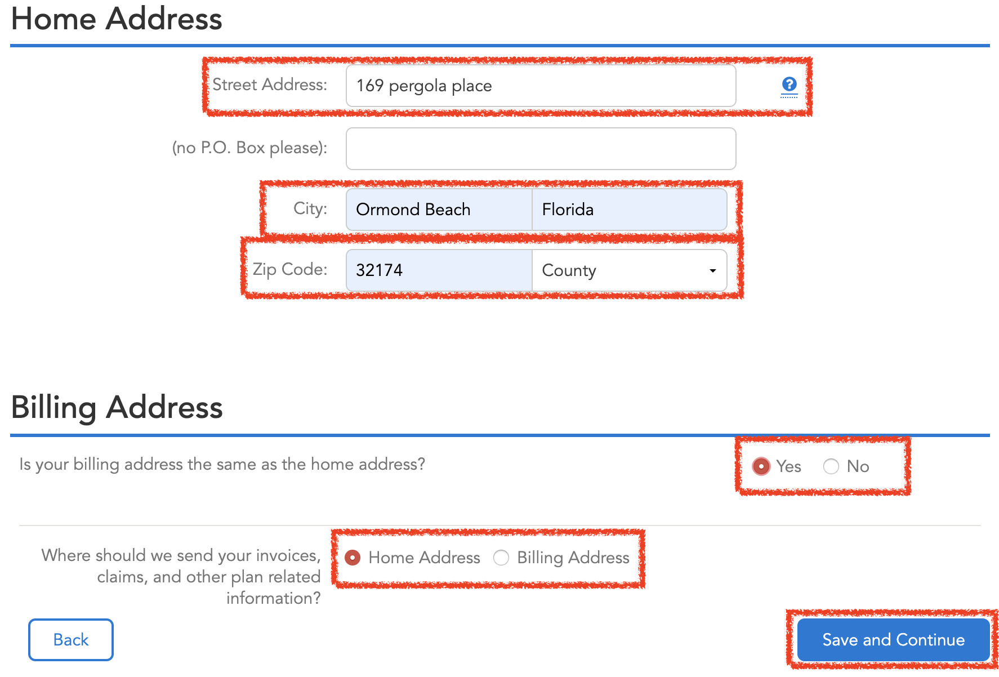 Home Address
Street Address: 169 pergola place ?
(no P.O. Box please):
City: Ormond Beach Florida
Zip Code: 32174 County
Billing Address
Is your billing address the same as the home address? Yes No
Where should we send your invoices, Home Address Billing Address
claims, and other plan related
information?
Back Save and Continue